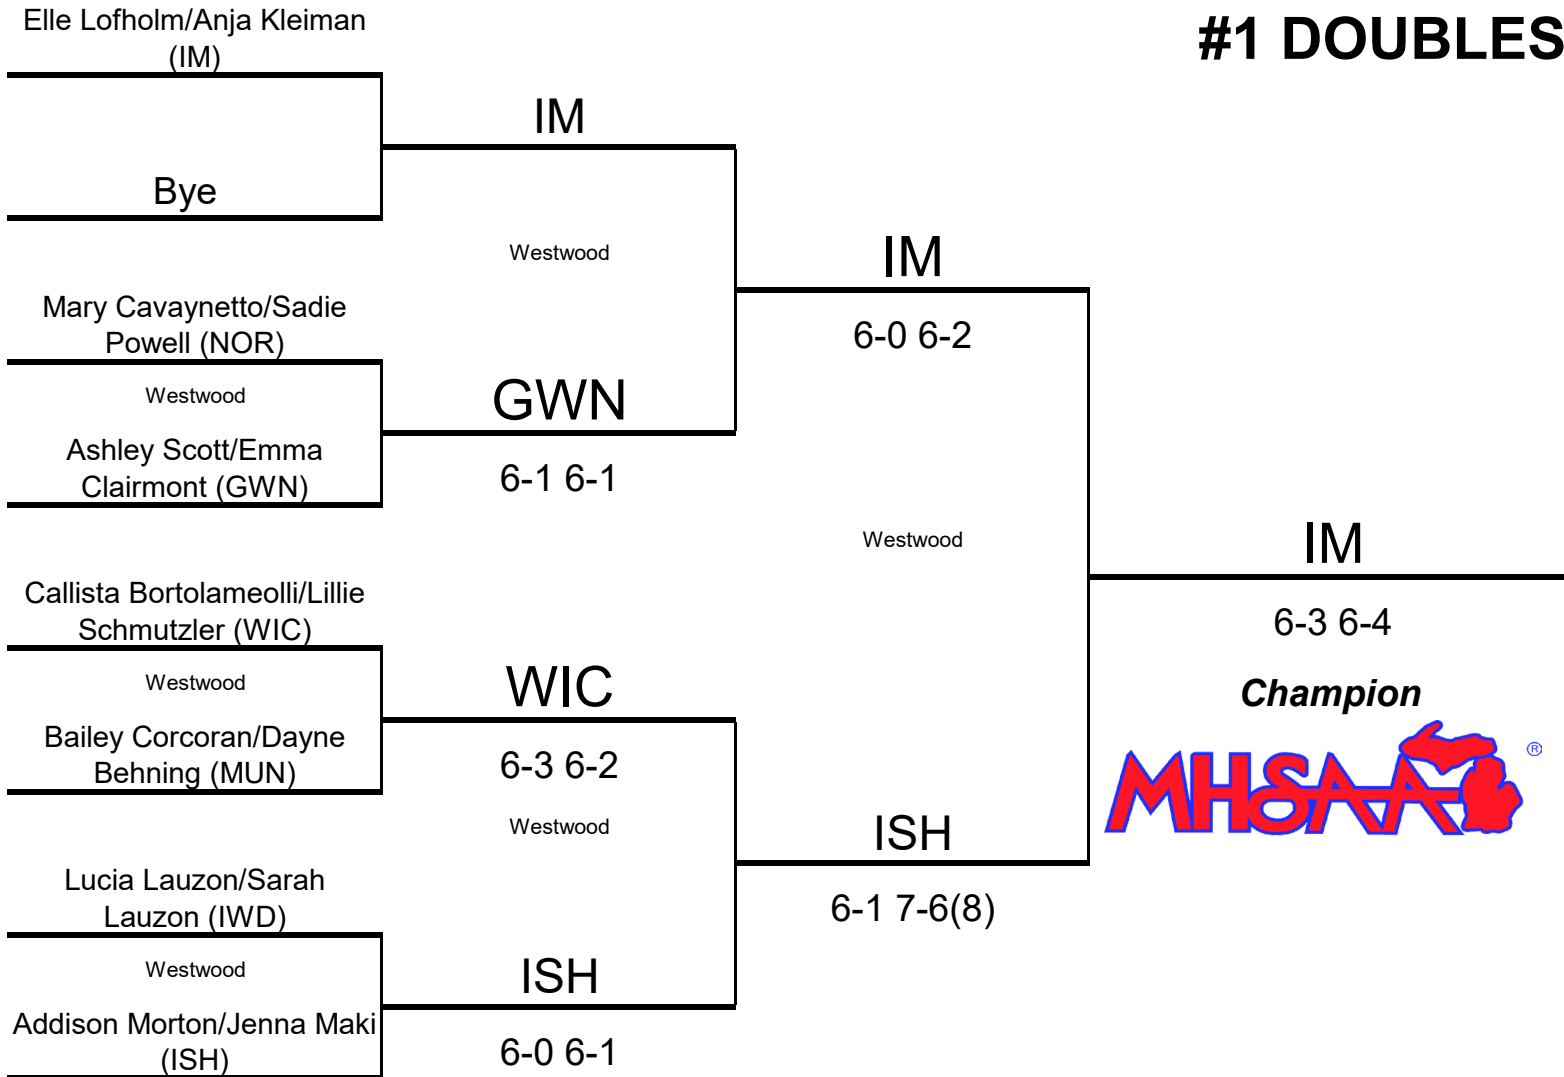 Elle Lofholm/Anja Kleiman
(IM)
#1 DOUBLES
IM
Bye
Westwood
IM
Mary Cavaynetto/Sadie
Powell (NOR)
6-0 6-2
Westwood
GWN
Ashley Scott/Emma
Clairmont (GWN)
6-1 6-1
Westwood
IM
Callista Bortolameolli/Lillie
Schmutzler (WIC)
6-3 6-4
Westwood
WIC
Champion
Bailey Corcoran/Dayne
Behning (MUN)
6-3 6-2
MHSAA ®
Westwood
ISH
Lucia Lauzon/Sarah
Lauzon (IWD)
6-1 7-6(8)
Westwood
ISH
Addison Morton/Jenna Maki
(ISH)
6-0 6-1